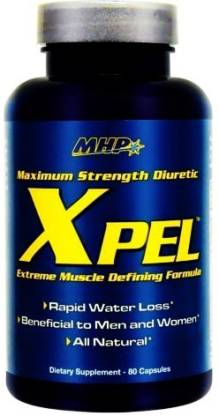 MHP
Maximum Strength Diuretic
XPEL™
Extreme Muscle Defining Formula
Rapid Water Loss*
Beneficial to Men and Women*
All Natural*
Dietary Supplement - 80 Capsules